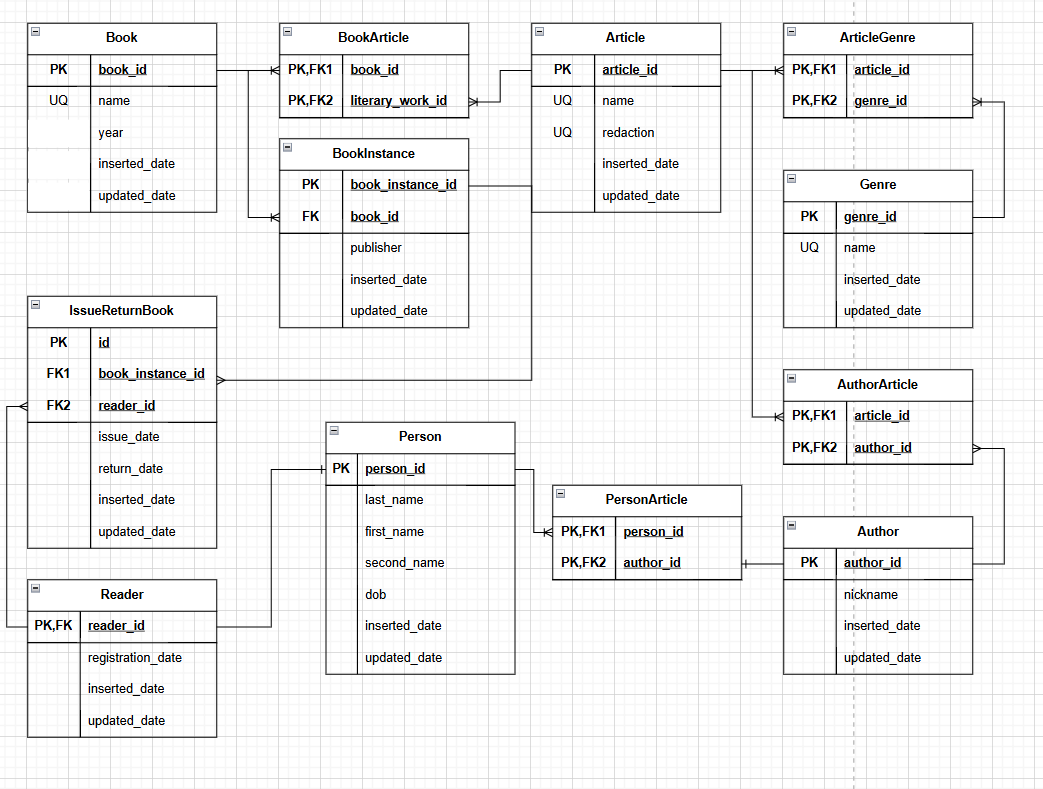 Book
PK book_id
UQ name
year
inserted_date
updated_date
BookArticle
PK,FK1 book_id
PK,FK2 literary_work_id
Article
PK article_id
UQ name
UQ redaction
inserted_date
updated_date
ArticleGenre
PK,FK1 article_id
PK,FK2 genre_id
BookInstance
PK book_instance_id
FK book_id
publisher
inserted_date
updated_date
Genre
PK genre_id
UQ name
inserted_date
updated_date
IssueReturnBook
PK id
FK1 book_instance_id
FK2 reader_id
issue_date
return_date
inserted_date
updated_date
AuthorArticle
PK,FK1 article_id
PK,FK2 author_id
Person
PK person_id
last_name
first_name
second_name
dob
inserted_date
updated_date
PersonArticle
PK,FK1 person_id
PK,FK2 author_id
Author
PK author_id
nickname
inserted_date
updated_date
Reader
PK,FK reader_id
registration_date
inserted_date
updated_date